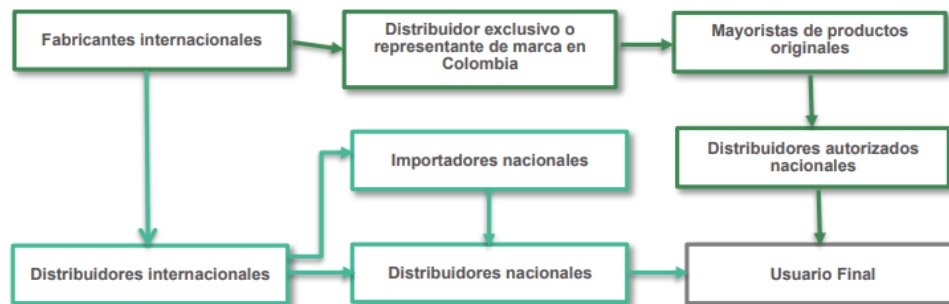 Fabricantes internacionales
Distribuidor exclusivo o
representante de marca en
Colombia
Mayoristas de productos
originales
Importadores nacionales
Distribuidores autorizados
nacionales
Distribuidores internacionales
Distribuidores nacionales
Usuario Final